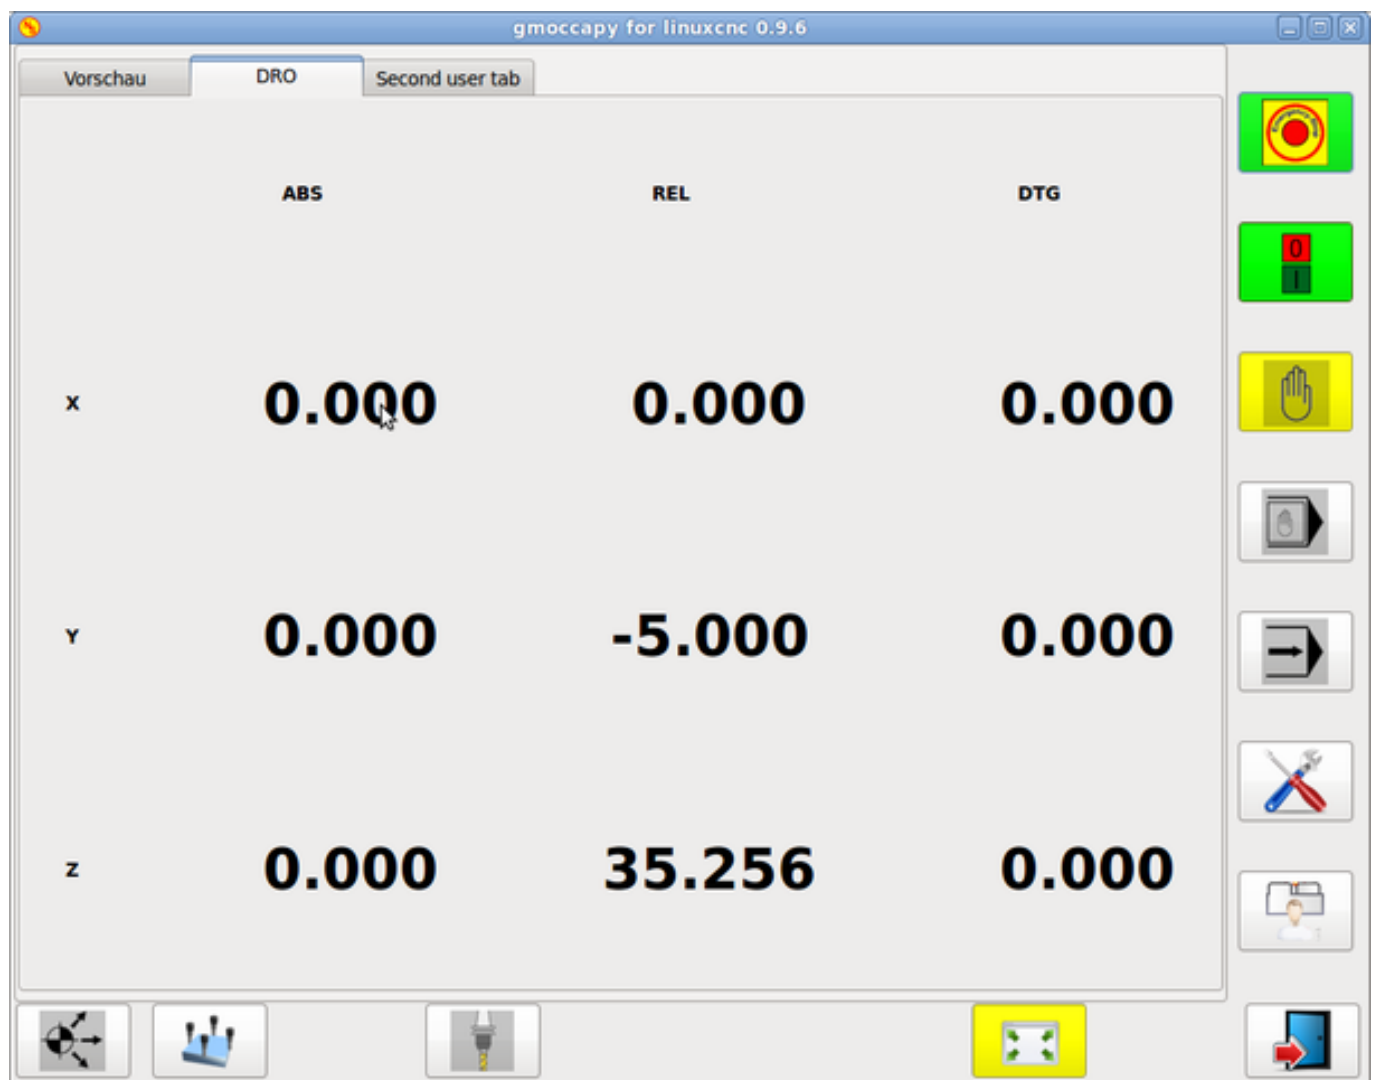 gmoccapy for linuxcnc 0.9.6
Vorschau DRO Second user tab
ABS REL DTG
0
I
X 0.000 0.000 0.000
Y 0.000 -5.000 0.000
Z 0.000 35.256 0.000